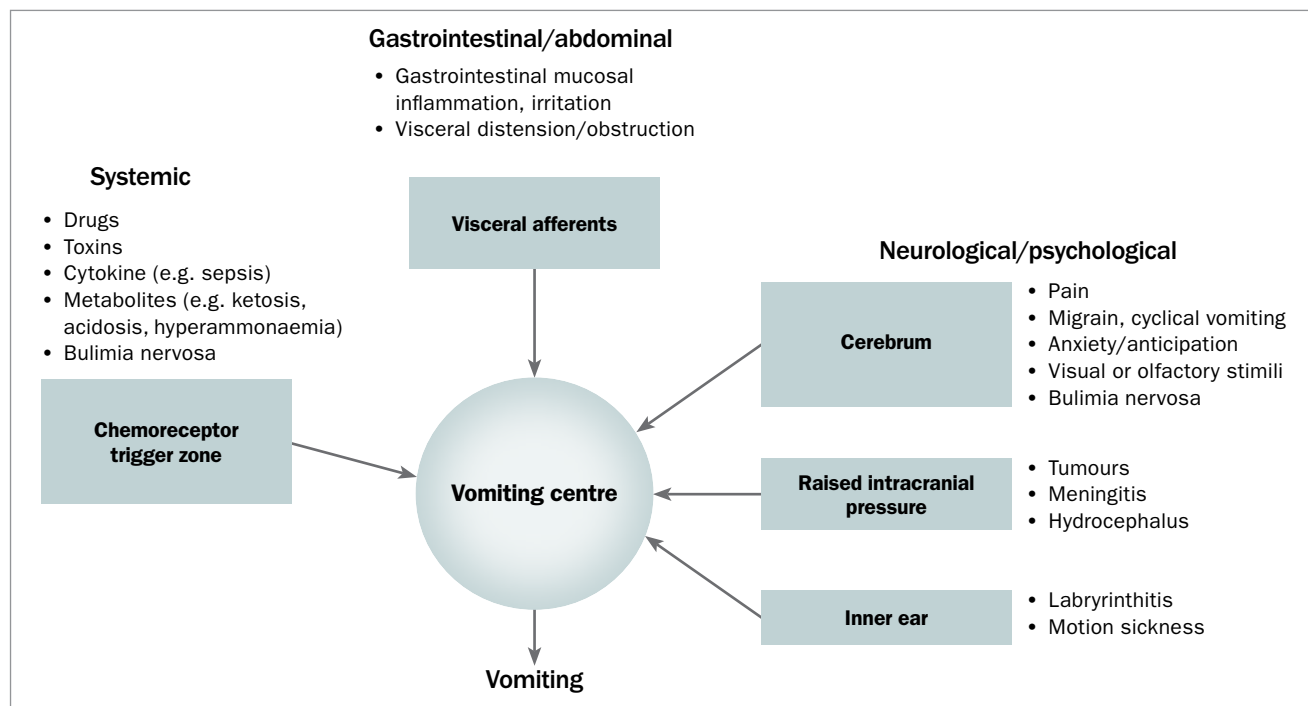 Gastrointestinal/abdominal
• Gastrointestinal mucosal
inflammation, irritation
• Visceral distension/obstruction
Systemic
• Drugs
• Toxins
• Cytokine (e.g. sepsis)
• Metabolites (e.g. ketosis,
acidosis, hyperammonaemia)
• Bulimia nervosa
Visceral afferents
Neurological/psychological
Cerebrum
• Pain
• Migrain, cyclical vomiting
• Anxiety/anticipation
• Visual or olfactory stimili
• Bulimia nervosa
Chemoreceptor
trigger zone
Vomiting centre
Raised intracranial
pressure
• Tumours
• Meningitis
• Hydrocephalus
Inner ear
• Labryrinthitis
• Motion sickness
Vomiting